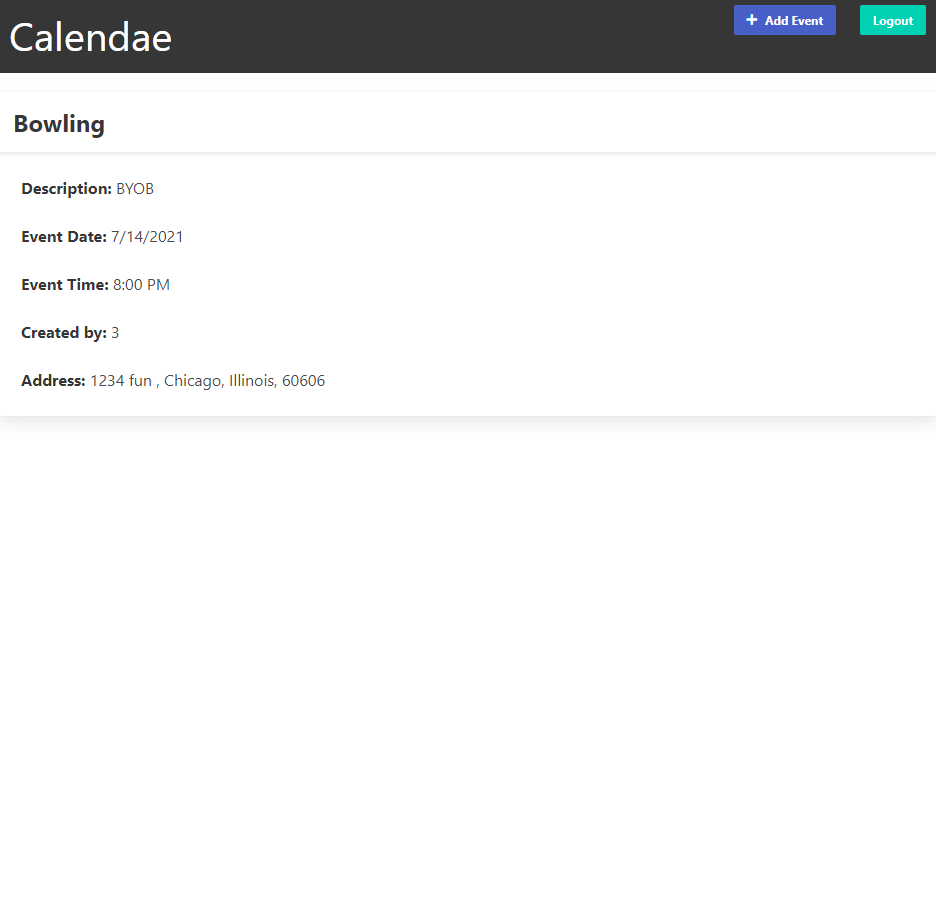 Calendae
+ Add Event
Logout
Bowling
Description: BYOB
Event Date: 7/14/2021
Event Time: 8:00 PM
Created by: 3
Address: 1234 fun , Chicago, Illinois, 60606